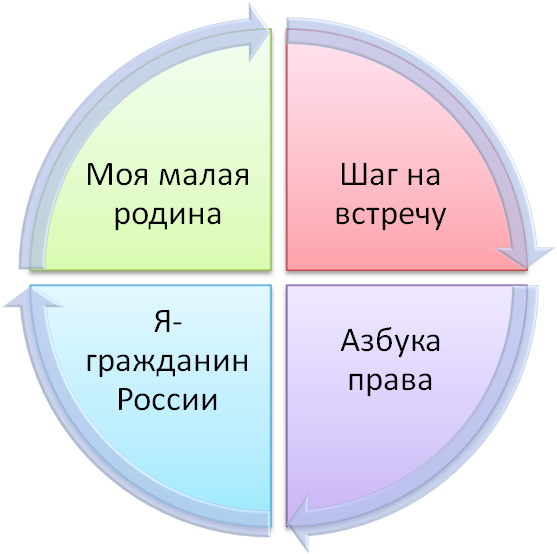 Моя малая
родина
Шаг на
встречу
Я-
гражданин
России
Азбука
права